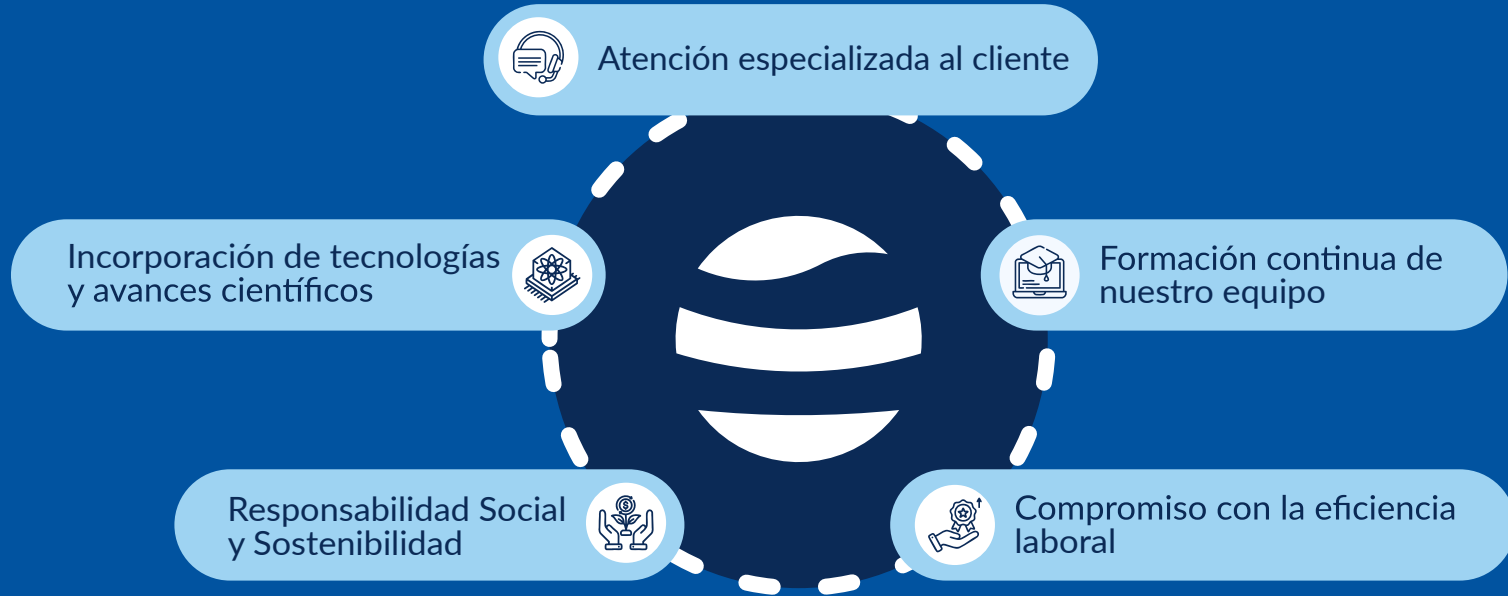 Atención especializada al cliente
Incorporación de tecnologías
y avances científicos
Formación continua de
nuestro equipo
Responsabilidad Social
y Sostenibilidad
Compromiso con la eficiencia
laboral